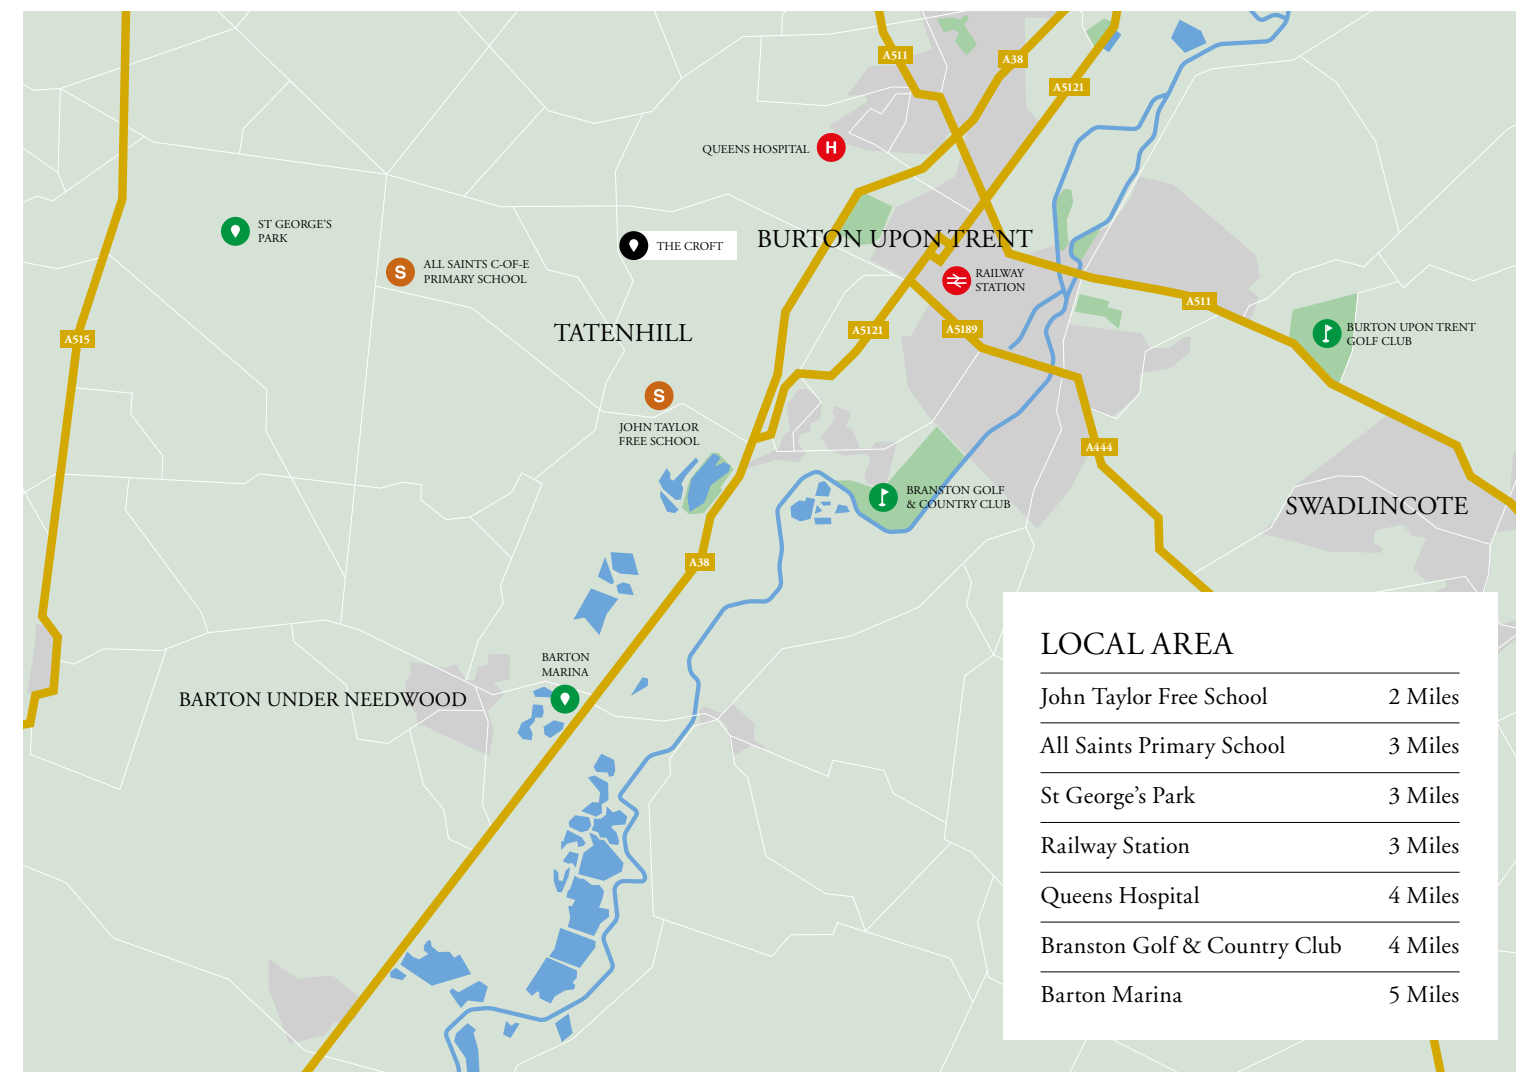 A511
A38
A5121
QUEENS HOSPITAL
H
ST GEORGE'S
PARK
THE CROFT
BURTON UPON TRENT
S
ALL SAINTS C-OF-E
PRIMARY SCHOOL
RAILWAY
STATION
A511
A515
TATENHILL
A5121
A5189
BURTON UPON TRENT
GOLF CLUB
S
JOHN TAYLOR
FREE SCHOOL
A444
BRANSTON GOLF
& COUNTRY CLUB
SWADLINCOTE
A38
BARTON
MARINA
BARTON UNDER NEEDWOOD
LOCAL AREA
John Taylor Free School 2 Miles
All Saints Primary School 3 Miles
St George’s Park 3 Miles
Railway Station 3 Miles
Queens Hospital 4 Miles
Branston Golf & Country Club 4 Miles
Barton Marina 5 Miles